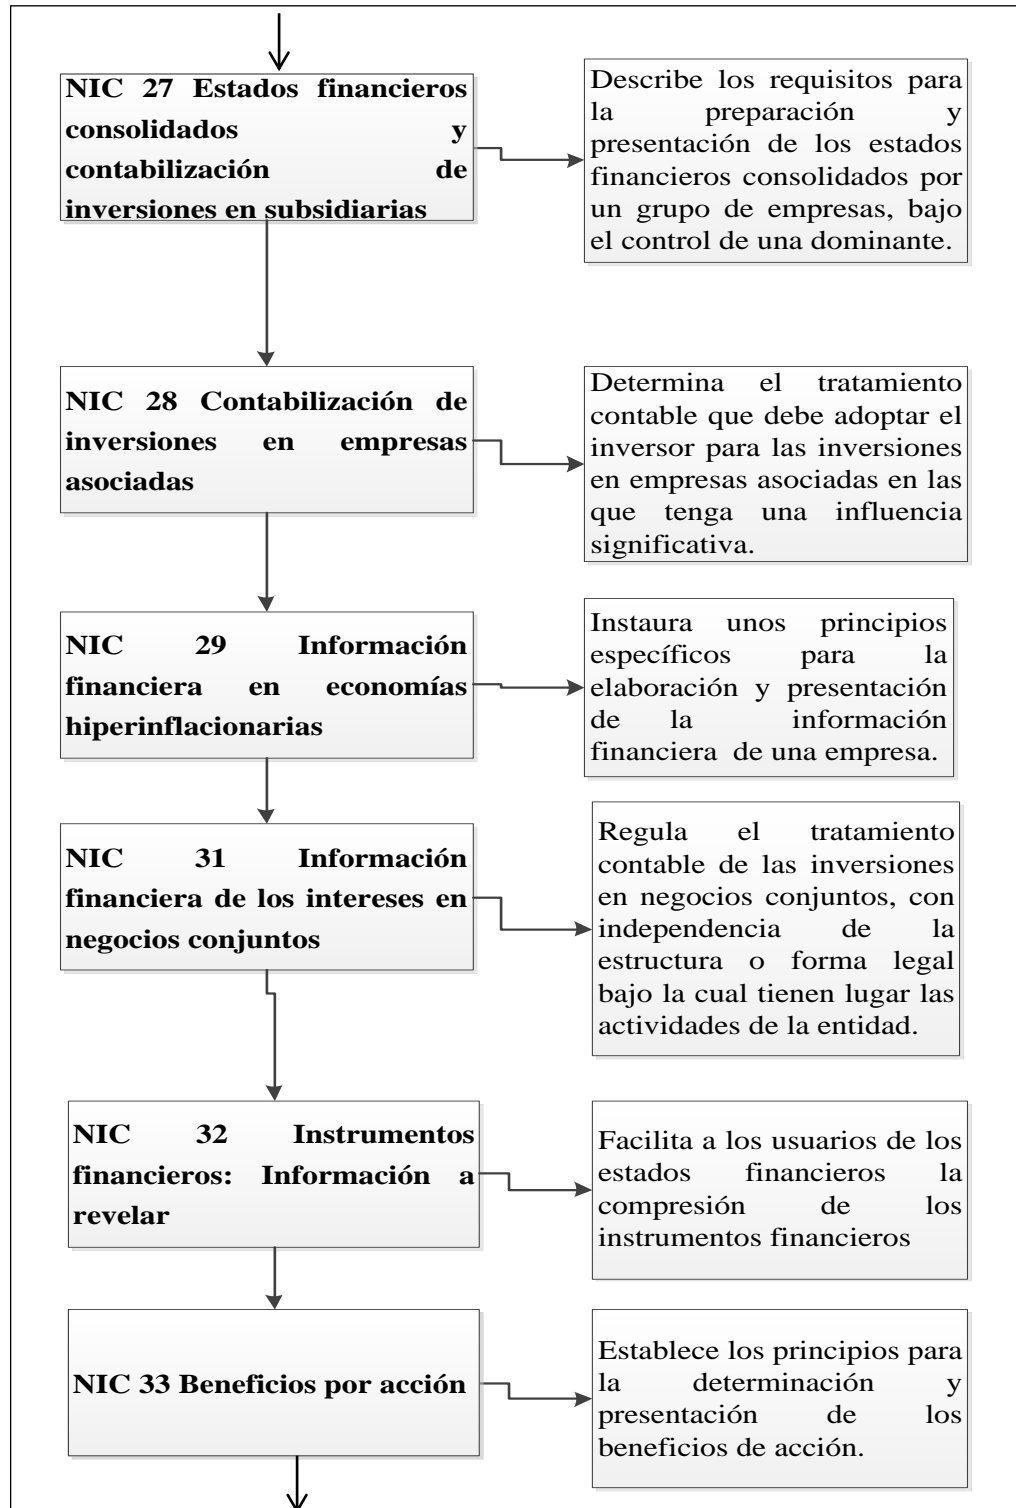 NIC 27 Estados financieros
consolidados y
contabilización de
inversiones en subsidiarias
Describe los requisitos para
la preparación y
presentación de los estados
financieros consolidados por
un grupo de empresas, bajo
el control de una dominante.
NIC 28 Contabilización de
inversiones en empresas
asociadas
Determina el tratamiento
contable que debe adoptar el
inversor para las inversiones
en empresas asociadas en las
que tenga una influencia
significativa.
NIC 29 Información
financiera en economías
hiperinflacionarias
Instaura unos principios
específicos para la
elaboración y presentación
de la información
financiera de una empresa.
NIC 31 Información
financiera de los intereses en
negocios conjuntos
Regula el tratamiento
contable de las inversiones
en negocios conjuntos, con
independencia de la
estructura o forma legal
bajo la cual tienen lugar las
actividades de la entidad.
NIC 32 Instrumentos
financieros: Información a
revelar
Facilita a los usuarios de los
estados financieros la
compresión de los
instrumentos financieros
NIC 33 Beneficios por acción
Establece los principios para
la determinación y
presentación de los
beneficios de acción.